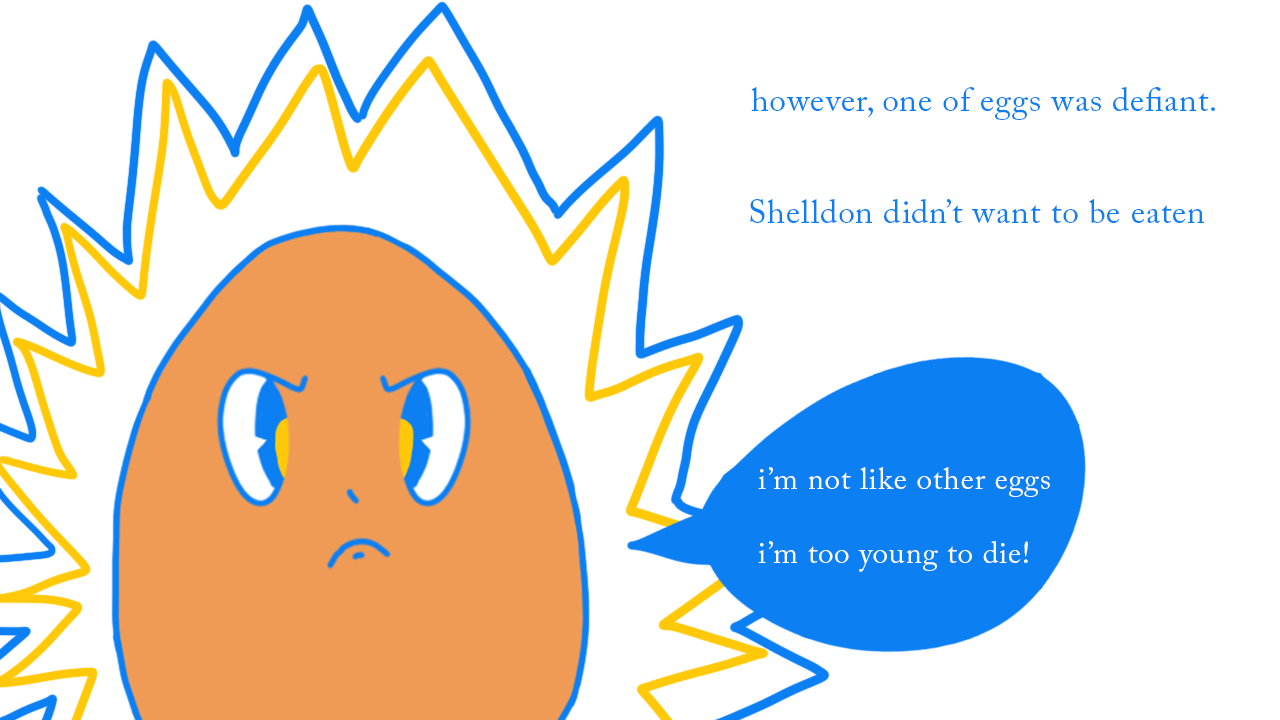 however, one of eggs was defiant.
Shelldon didn’t want to be eaten
i’m not like other eggs
i’m too young to die!